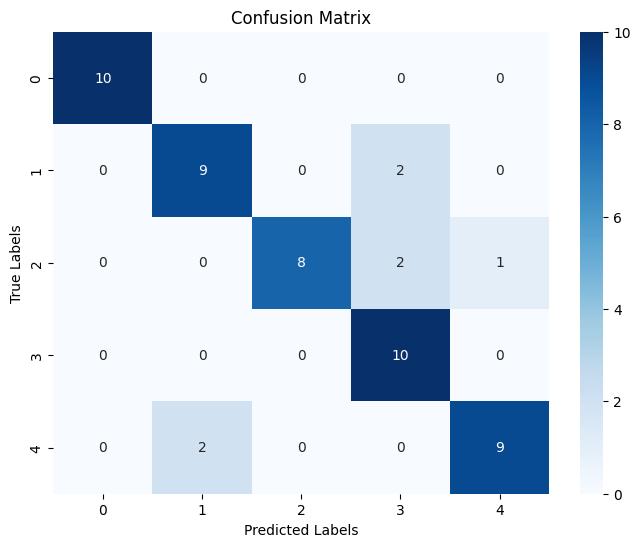 Confusion Matrix
True Labels
0 10 0 0 0 0
1 0 9 0 2 0
2 0 0 8 2 1
3 0 0 0 10 0
4 0 2 0 0 9
0 1 2 3 4
Predicted Labels
10
8
6
4
2
0